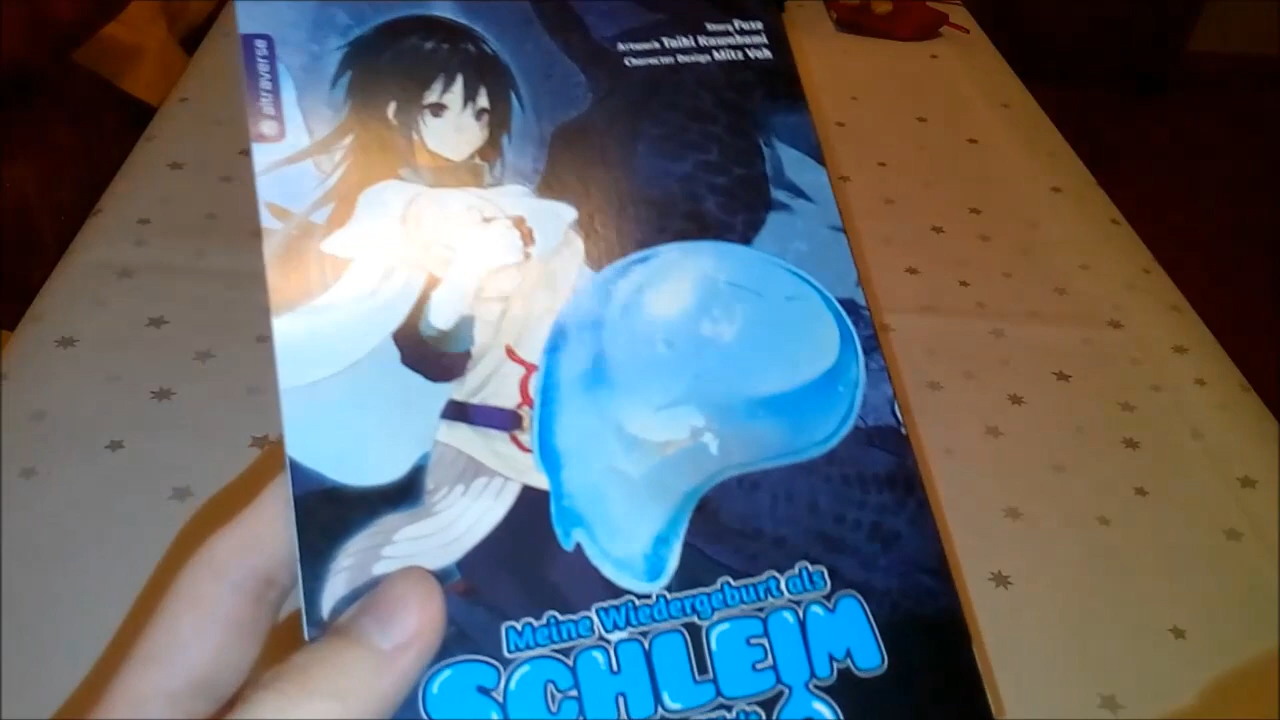 altraverse
Story Fuse
Artwork Taiki Kawakami
Character Design Mitz Vah
Meine Wiedergeburt als
SCHLEIM